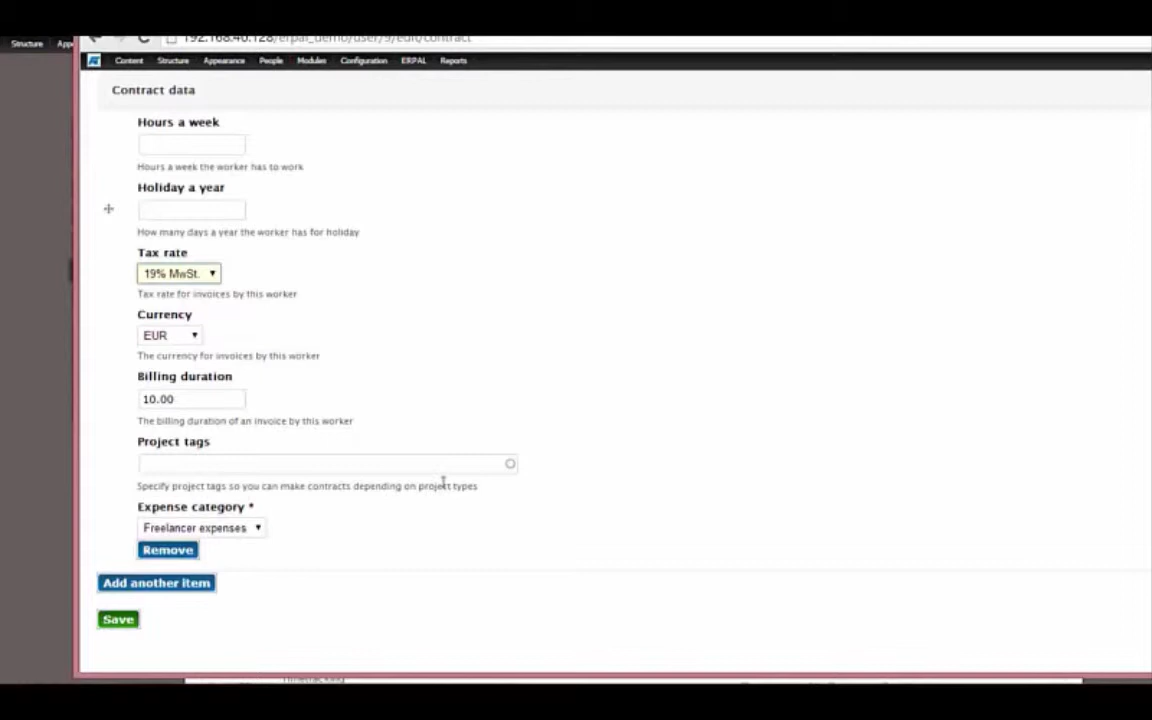 Structure
192.168.40.128/erpal_demo/user/9/edit/contract
Content Structure Appearance People Modules Configuration ERPAL Reports
Contract data
Hours a week
Hours a week the worker has to work
Holiday a year
How many days a year the worker has for holiday
Tax rate
19% MwSt.
Tax rate for invoices by this worker
Currency
EUR
The currency for invoices by this worker
Billing duration
10.00
The billing duration of an invoice by this worker
Project tags
Specify project tags so you can make contracts depending on project types
Expense category *
Freelancer expenses
Remove
Add another item
Save
Timetracking